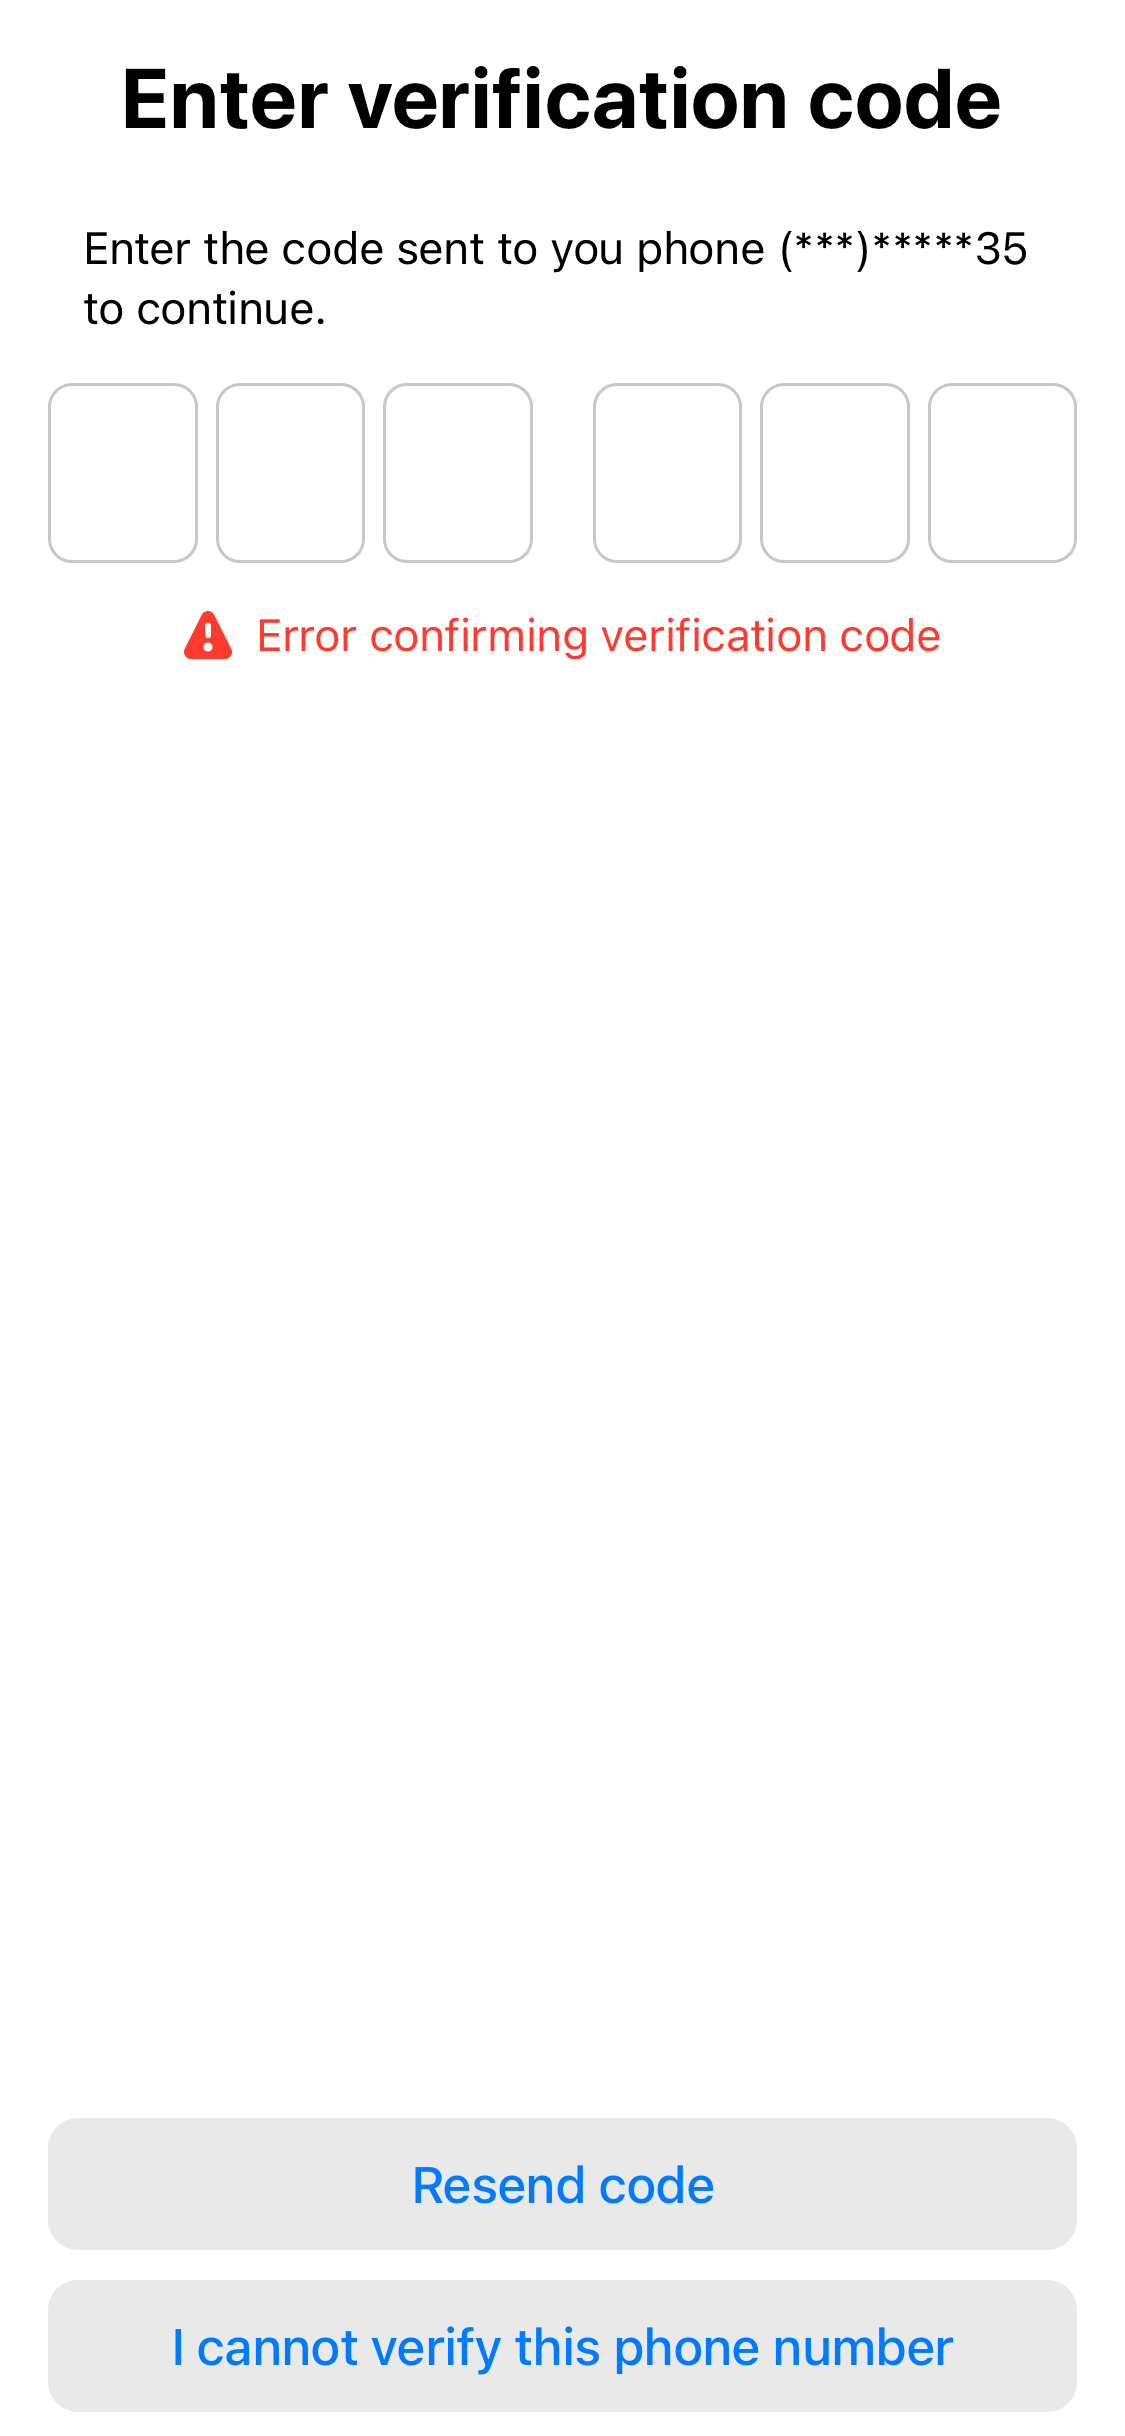 Enter verification code
Enter the code sent to you phone (***)*****35
to continue.
Error confirming verification code
Resend code
I cannot verify this phone number